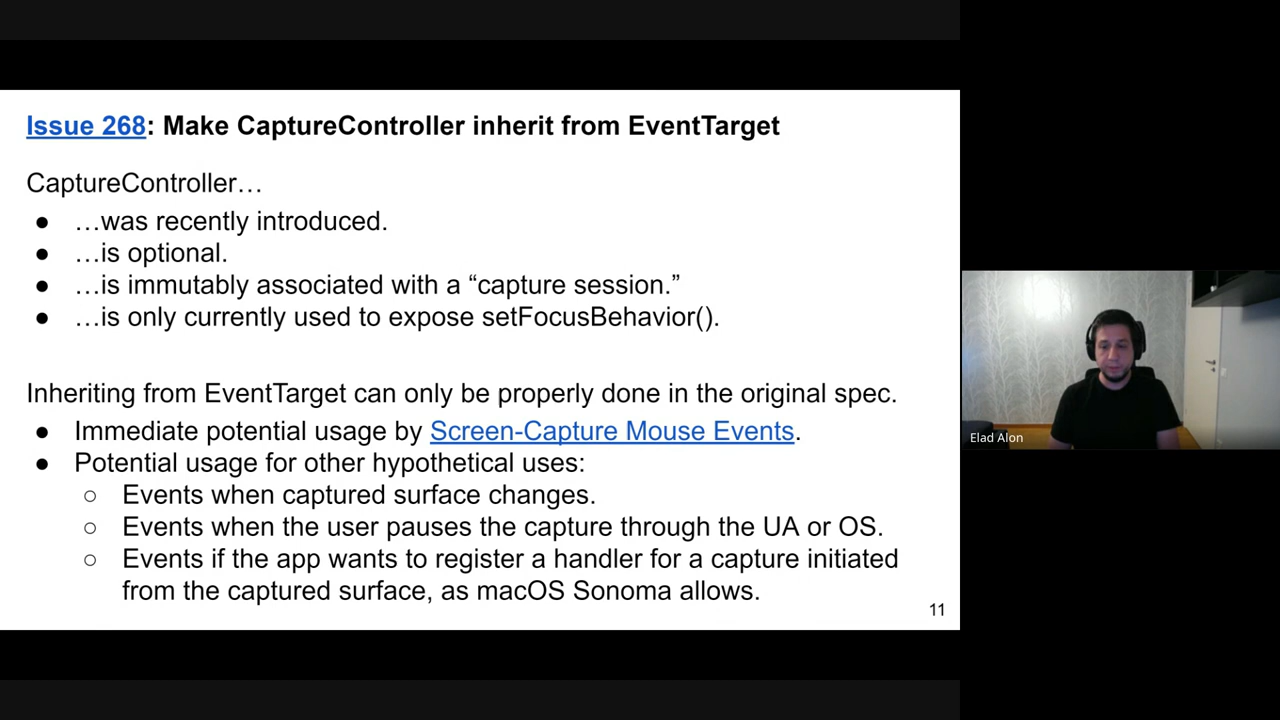 Issue 268: Make CaptureController inherit from EventTarget
CaptureController…
● …was recently introduced.
● …is optional.
● …is immutably associated with a “capture session.”
● …is only currently used to expose setFocusBehavior().
Inheriting from EventTarget can only be properly done in the original spec.
● Immediate potential usage by Screen-Capture Mouse Events.
● Potential usage for other hypothetical uses:
○ Events when captured surface changes.
○ Events when the user pauses the capture through the UA or OS.
○ Events if the app wants to register a handler for a capture initiated
from the captured surface, as macOS Sonoma allows.
11
Elad Alon